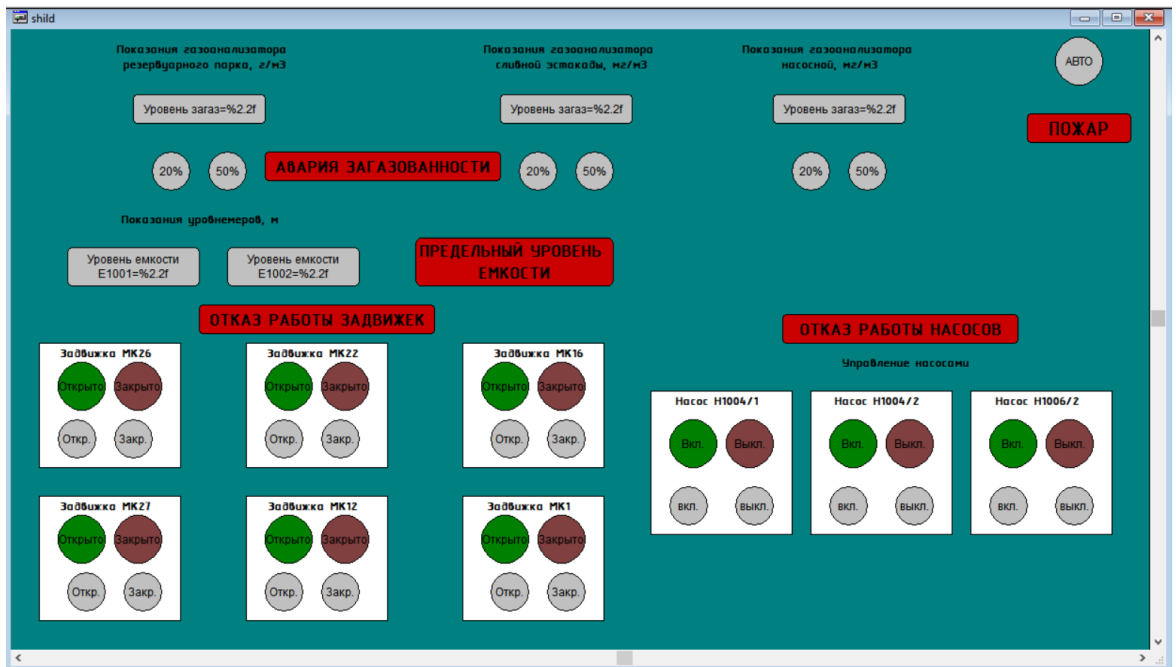 shild
Показания газоанализатора
резервуарного парка, г/м3
Показания газоанализатора
сливной эстакады, мг/м3
Показания газоанализатора
насосной, мг/м3
АВТО
Уровень загаз=%2.2f
Уровень загаз=%2.2f
Уровень загаз=%2.2f
ПОЖАР
20%
50%
АВАРИЯ ЗАГАЗОВАННОСТИ
20%
50%
20%
50%
Показания уровнемеров, м
Уровень емкости
Е1001=%2.2f
Уровень емкости
Е1002=%2.2f
ПРЕДЕЛЬНЫЙ УРОВЕНЬ
ЕМКОСТИ
ОТКАЗ РАБОТЫ ЗАДВИЖЕК
ОТКАЗ РАБОТЫ НАСОСОВ
Управление насосами
Задвижка МК26
Открыто
Закрыто
Откр.
Закр.
Задвижка МК22
Открыто
Закрыто
Откр.
Закр.
Задвижка МК16
Открыто
Закрыто
Откр.
Закр.
Насос Н1004/1
Вкл.
Выкл.
вкл.
выкл.
Насос Н1004/2
Вкл.
Выкл.
вкл.
выкл.
Насос Н1006/2
Вкл.
Выкл.
вкл.
выкл.
Задвижка МК27
Открыто
Закрыто
Откр.
Закр.
Задвижка МК12
Открыто
Закрыто
Откр.
Закр.
Задвижка МК1
Открыто
Закрыто
Откр.
Закр.